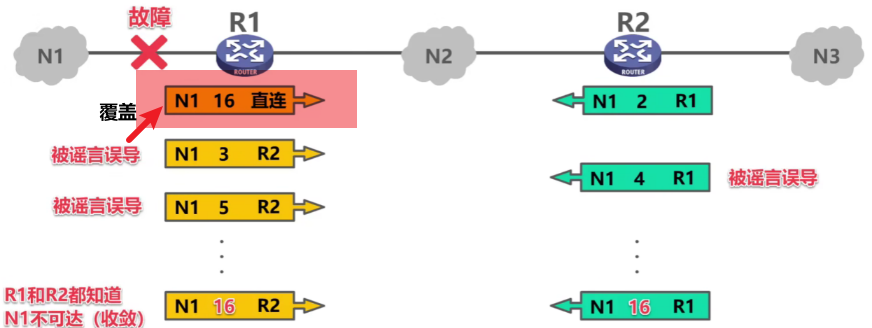 故障
R1
R2
N1
N2
N3
ROUTER
ROUTER
覆盖
N1 16 直连
N1 2 R1
被谣言误导
N1 3 R2
N1 4 R1
被谣言误导
被谣言误导
N1 5 R2
R1和R2都知道
N1不可达（收敛）
N1 16 R2
N1 16 R1